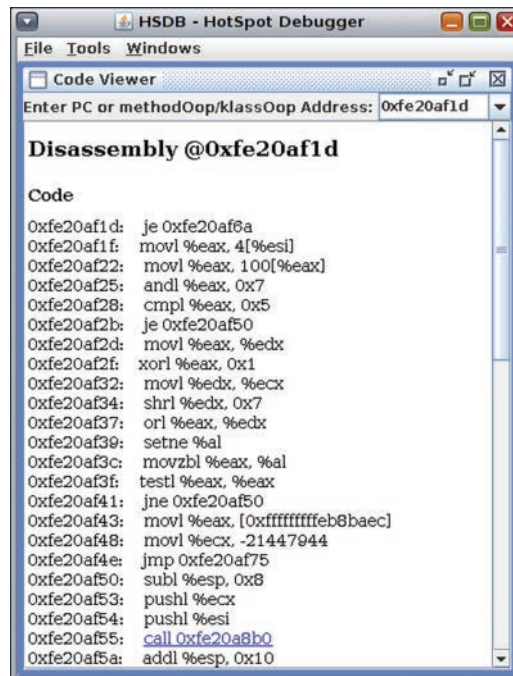 HSDB - HotSpot Debugger
File Tools Windows
Code Viewer
Enter PC or methodOop/klassOop Address: 0xfe20af1d
Disassembly @0xfe20af1d
Code
0xfe20af1d: je 0xfe20af6a
0xfe20af1f: movl %eax, 4[%esi]
0xfe20af22: movl %eax, 100[%eax]
0xfe20af25: andl %eax, 0x7
0xfe20af28: cmpl %eax, 0x5
0xfe20af2b: je 0xfe20af50
0xfe20af2d: movl %eax, %edx
0xfe20af2f: xorl %eax, 0x1
0xfe20af32: movl %edx, %ecx
0xfe20af34: shrl %edx, 0x7
0xfe20af37: orl %eax, %edx
0xfe20af39: setne %al
0xfe20af3c: movzbl %eax, %al
0xfe20af3f: testl %eax, %eax
0xfe20af41: jne 0xfe20af50
0xfe20af43: movl %eax, [0xfffffffffeb8baec]
0xfe20af48: movl %ecx, -21447944
0xfe20af4e: jmp 0xfe20af75
0xfe20af50: subl %esp, 0x8
0xfe20af53: pushl %ecx
0xfe20af54: pushl %esi
0xfe20af55: call 0xfe20a8b0
0xfe20af5a: addl %esp, 0x10